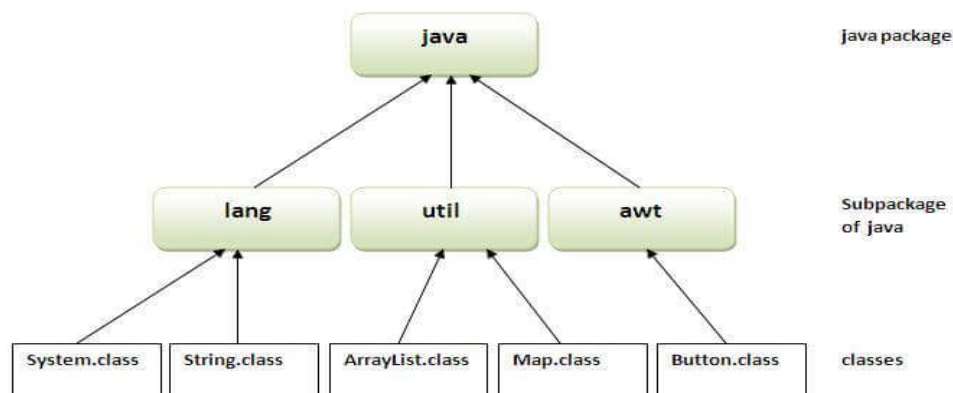 java
java package
lang
util
awt
Subpackage
of java
System.class
String.class
ArrayList.class
Map.class
Button.class
classes